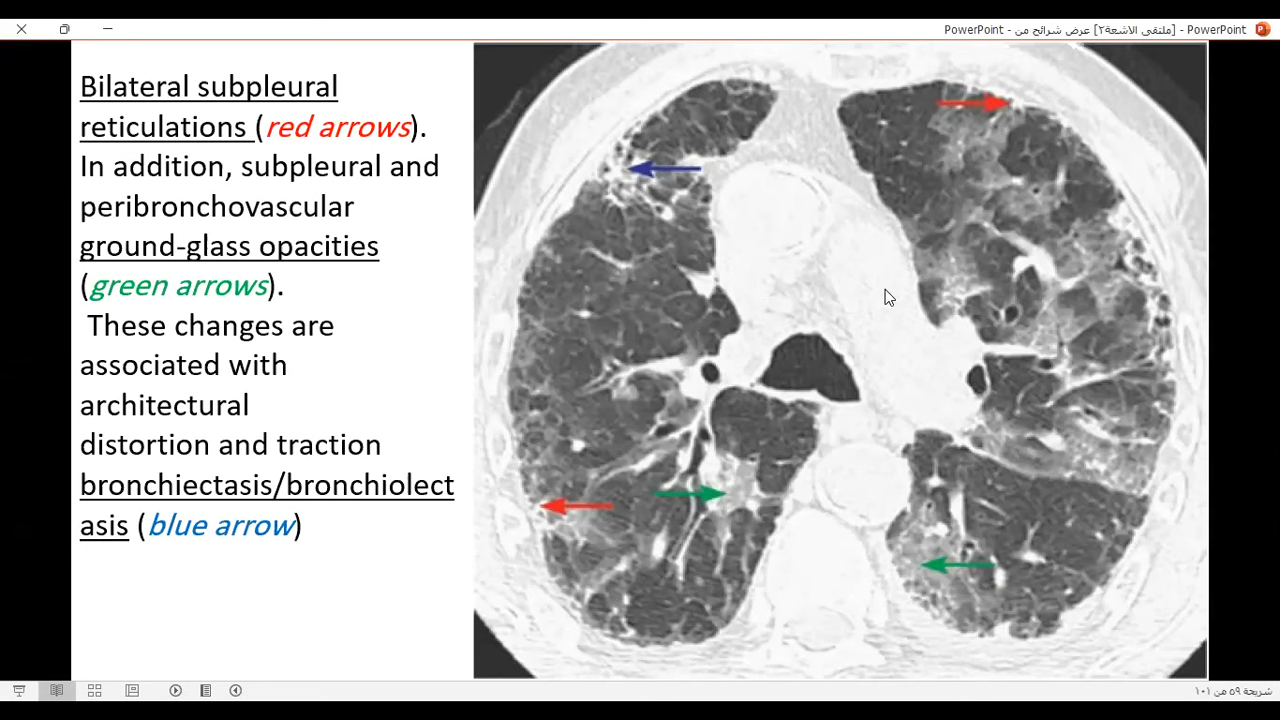 PowerPoint - [ملتقى الاشعة٢] عرض شرائح من - PowerPoint
Bilateral subpleural
reticulations (red arrows).
In addition, subpleural and
peribronchovascular
ground-glass opacities
(green arrows).
These changes are
associated with
architectural
distortion and traction
bronchiectasis/bronchiolect
asis (blue arrow)
شريحة ٥٩ من ١٠١